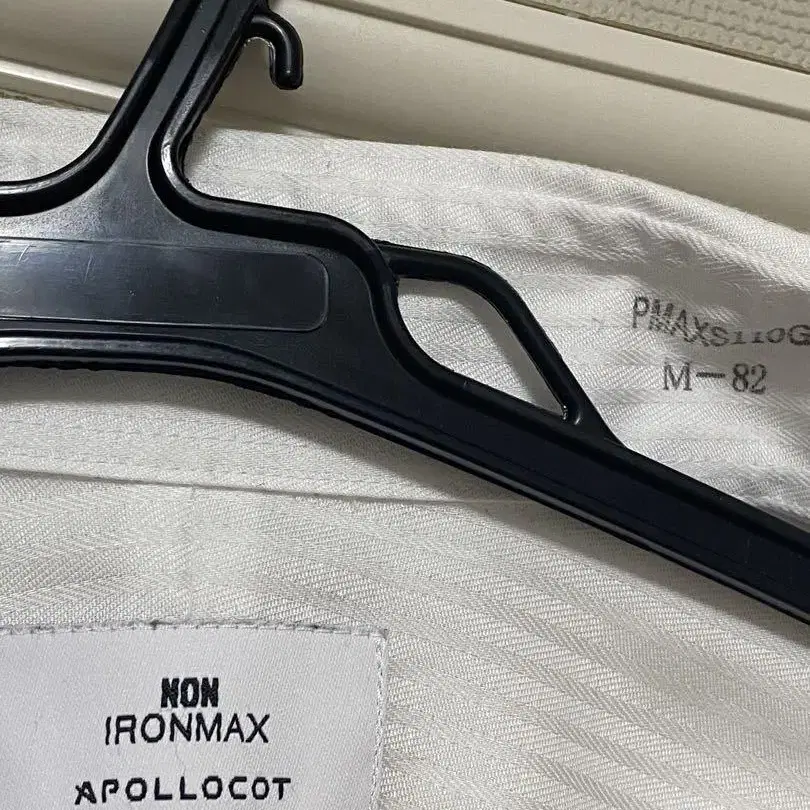 PMAXS110G
M-82
NON
IRONMAX
APOLLOCOT